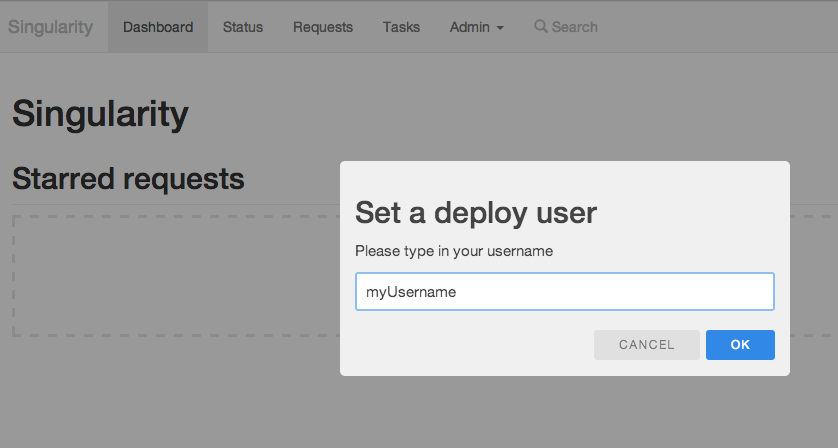 Singularity Dashboard Status Requests Tasks Admin Search
Singularity
Starred requests
Set a deploy user
Please type in your username
myUsername
CANCEL OK